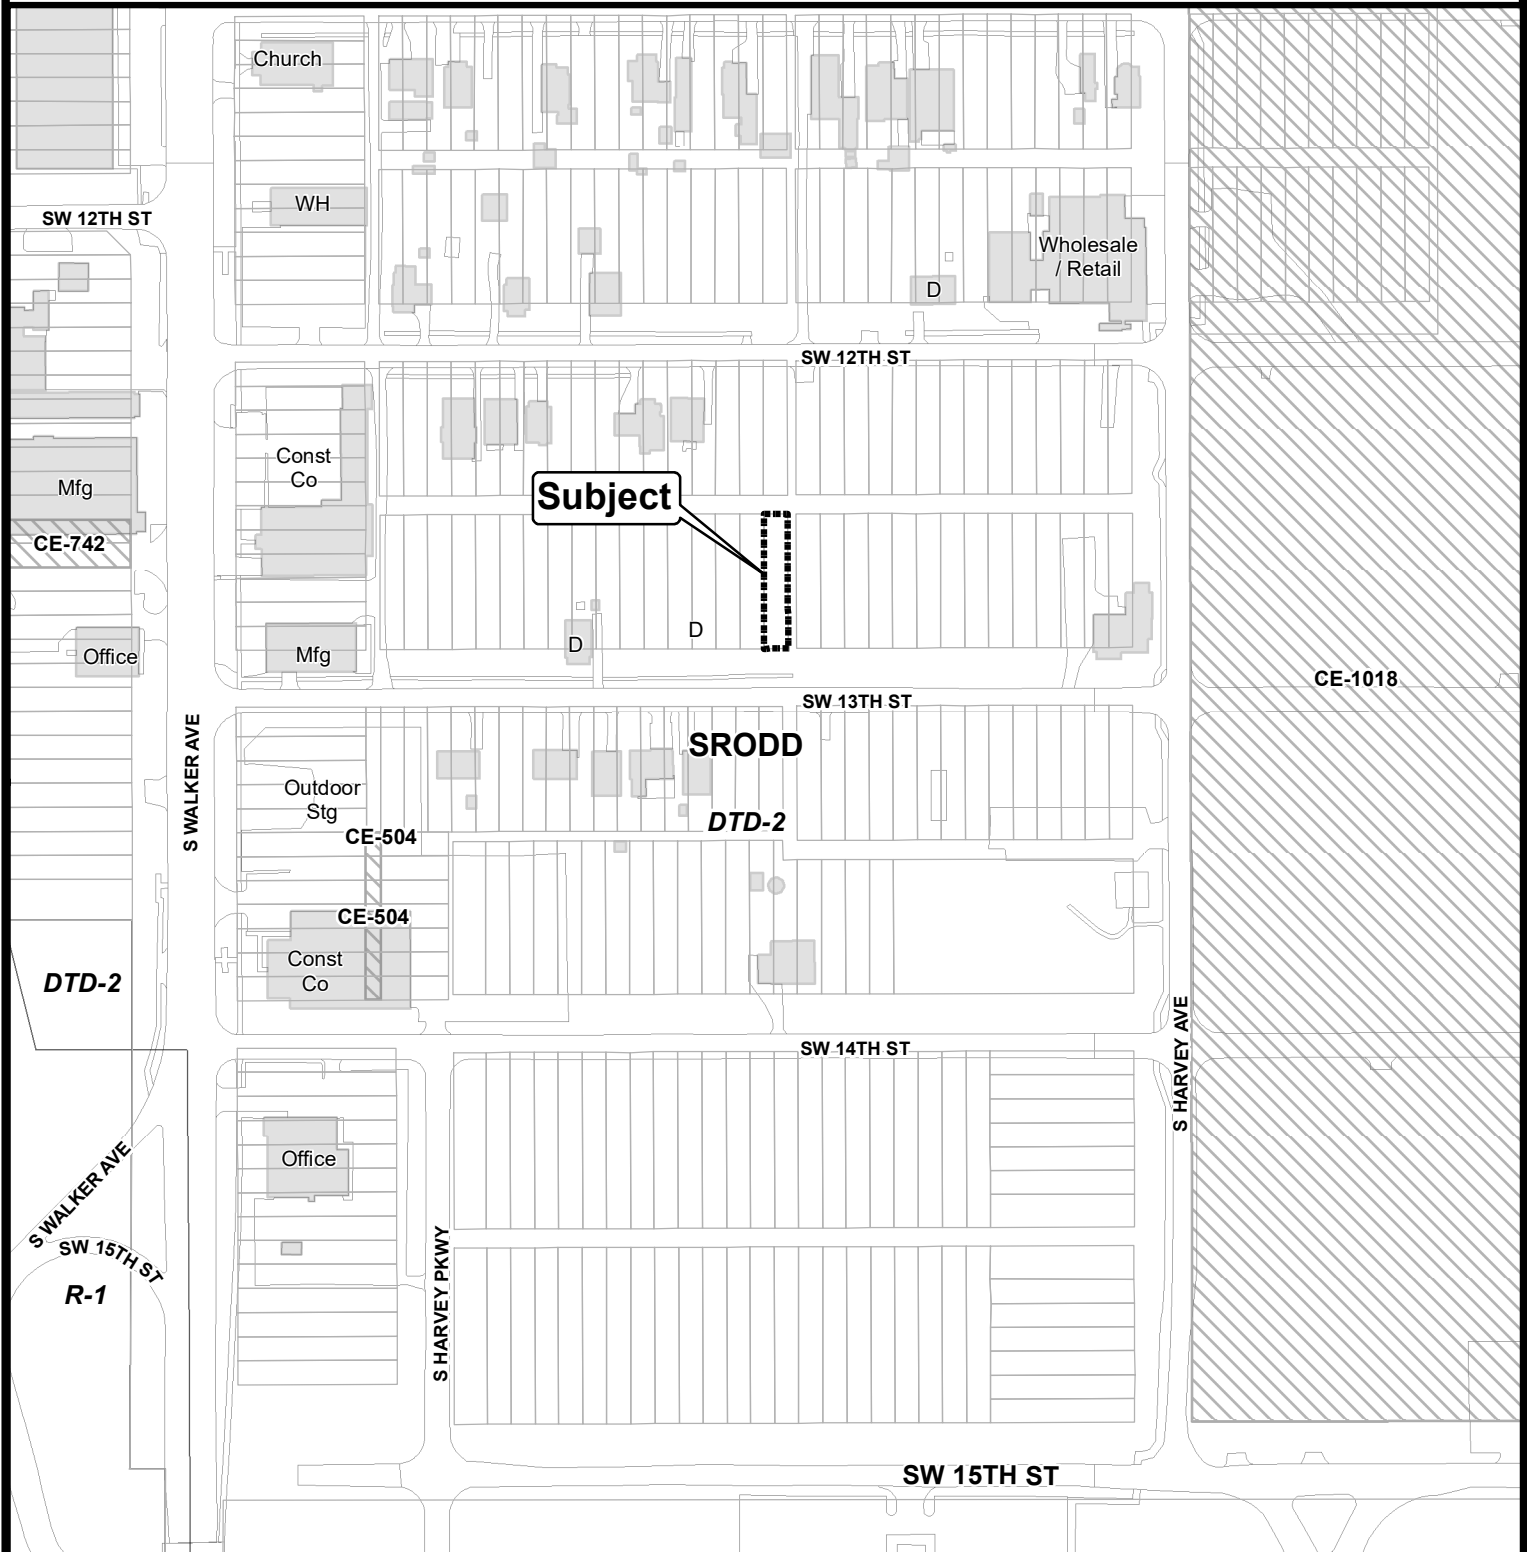 Church
WH
SW 12TH ST
Wholesale
/ Retail
D
SW 12TH ST
Const
Co
Mfg
Subject
CE-742
D
D
Office
Mfg
CE-1018
SW 13TH ST
S WALKER AVE
SRODD
Outdoor
Stg
DTD-2
CE-504
CE-504
Const
Co
DTD-2
S HARVEY AVE
SW 14TH ST
Office
S WALKER AVE
SW 15TH ST
R-1
S HARVEY PKWY
SW 15TH ST